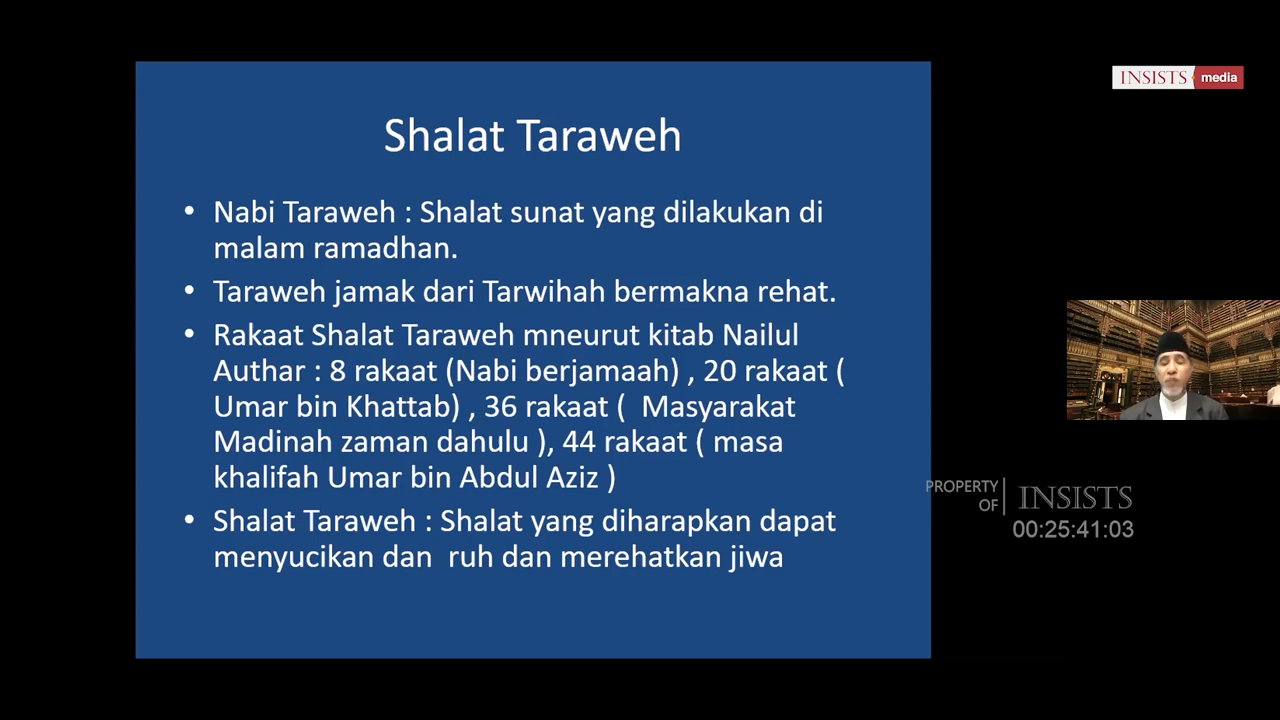 INSISTS media
Shalat Taraweh
• Nabi Taraweh : Shalat sunat yang dilakukan di
malam ramadhan.
• Taraweh jamak dari Tarwihah bermakna rehat.
• Rakaat Shalat Taraweh mneurut kitab Nailul
Authar : 8 rakaat (Nabi berjamaah) , 20 rakaat (
Umar bin Khattab) , 36 rakaat (  Masyarakat
Madinah zaman dahulu ), 44 rakaat ( masa
khalifah Umar bin Abdul Aziz )
• Shalat Taraweh : Shalat yang diharapkan dapat
menyucikan dan  ruh dan merehatkan jiwa
PROPERTY
OF
INSISTS
00:25:41:03